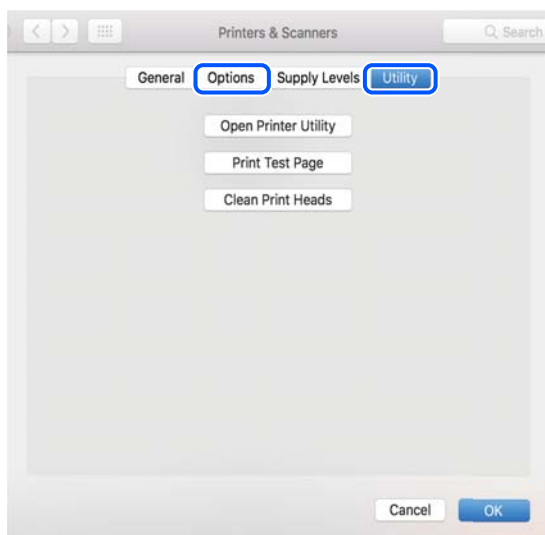 Printers & Scanners
Search
General Options Supply Levels Utility
Open Printer Utility
Print Test Page
Clean Print Heads
Cancel OK